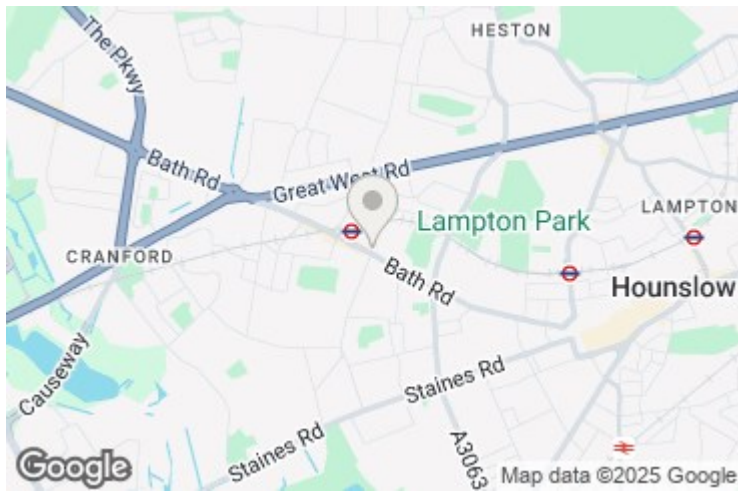 The Pkwy
HESTON
Bath Rd
Great West Rd
Lampton Park
LAMPTON
CRANFORD
Bath Rd
Hounslow
Causeway
Staines Rd
Staines Rd
A3063
Google
Map data ©2025 Google